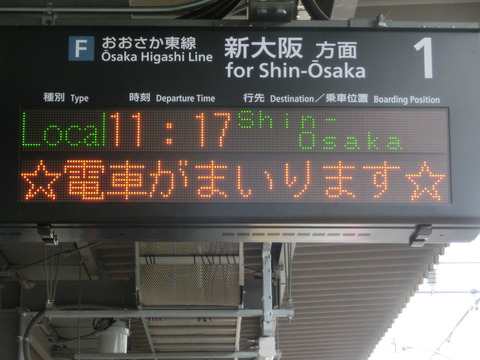 F おおさか東線 新大阪 方面 1
Ōsaka Higashi Line for Shin-Ōsaka
種別 Type 時刻 Departure Time 行先 Destination／乗車位置 Boarding Position
Local 11：17 Shin-Osaka
☆電車がまいります☆